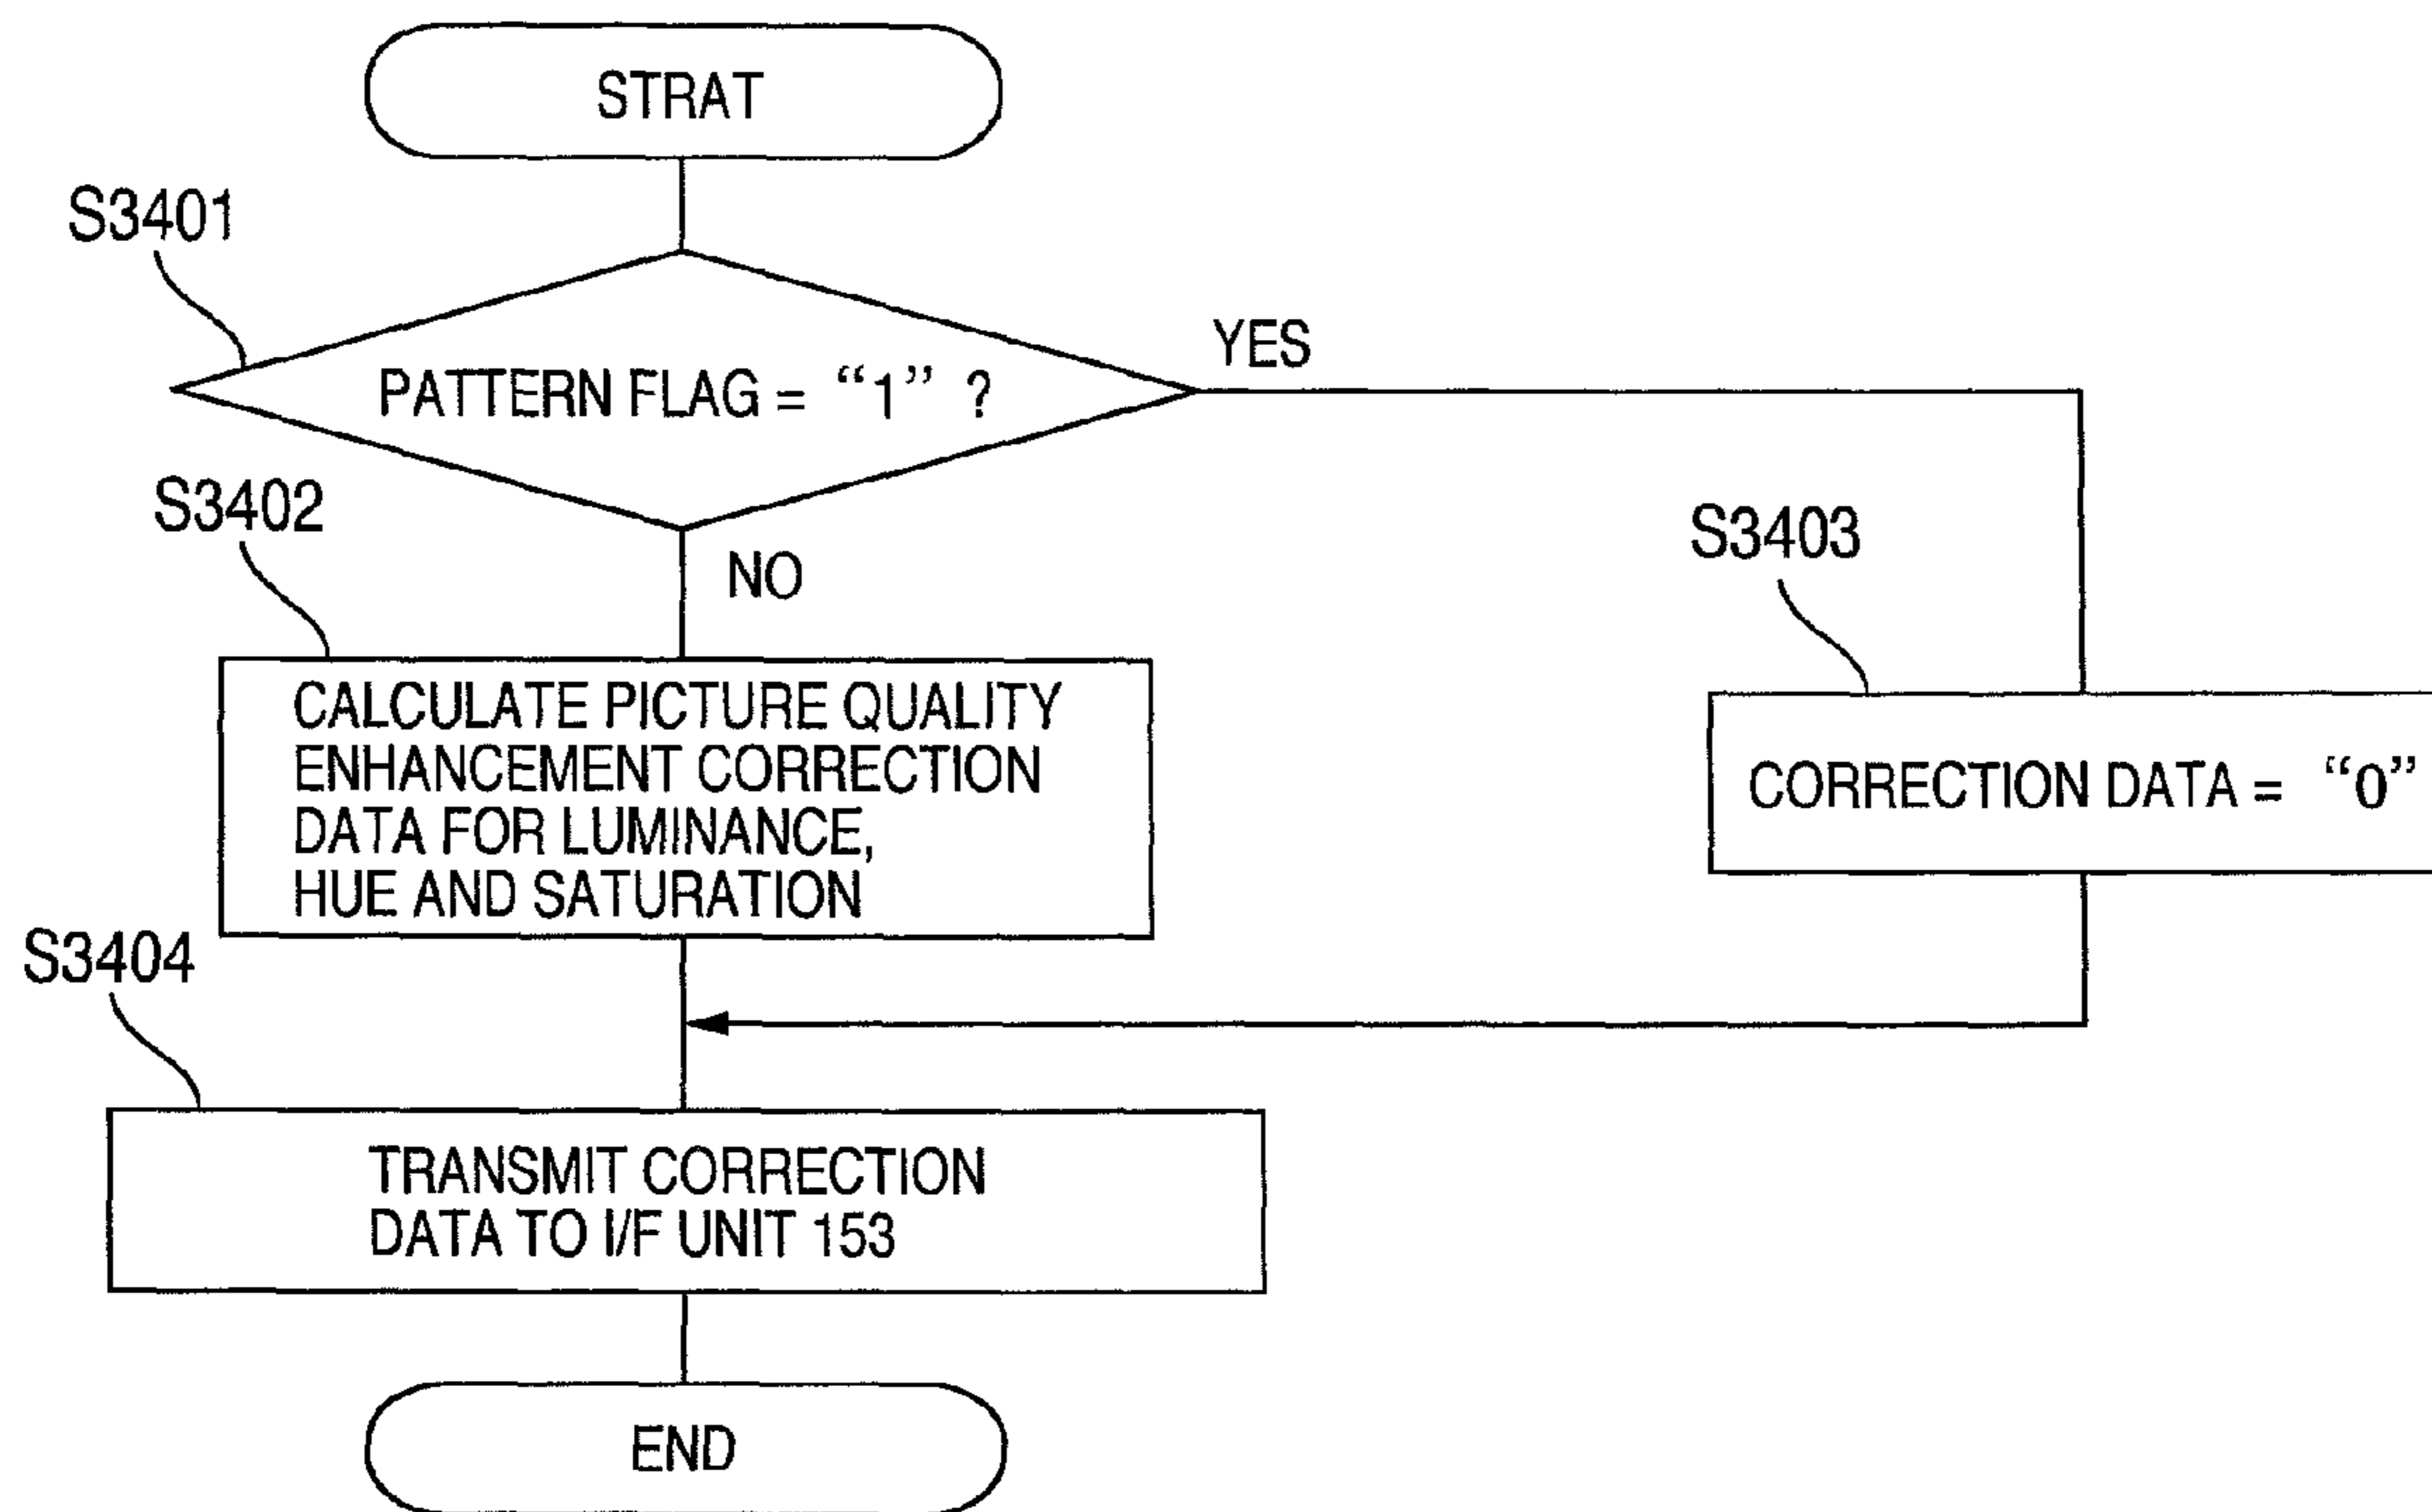 STRAT
S3401
PATTERN FLAG = “1” ?
YES
S3402
NO
CALCULATE PICTURE QUALITY
ENHANCEMENT CORRECTION
DATA FOR LUMINANCE,
HUE AND SATURATION
S3403
CORRECTION DATA = “0”
S3404
TRANSMIT CORRECTION
DATA TO I/F UNIT 153
END